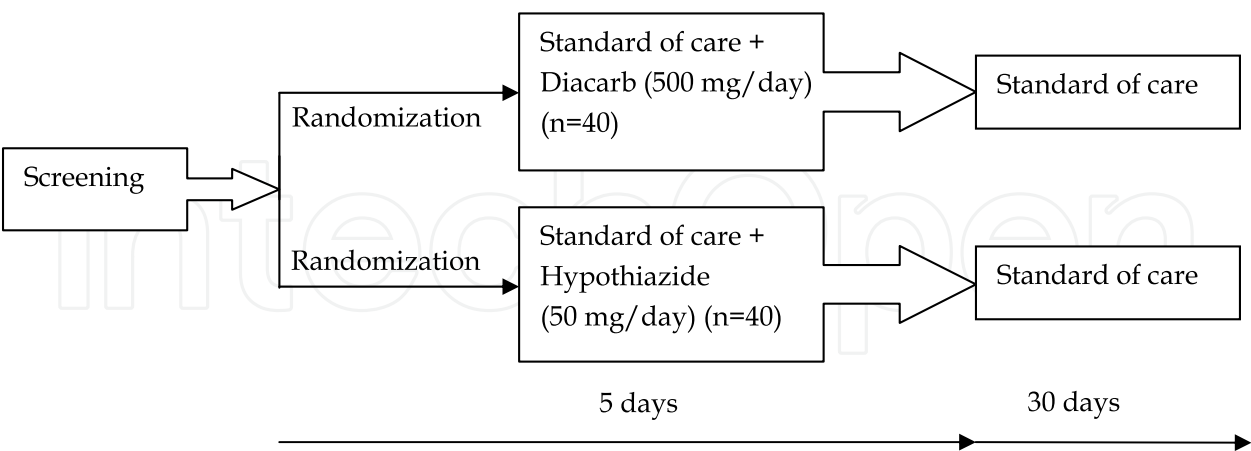 Screening
Randomization
Randomization
Standard of care +
Diacarb (500 mg/day)
(n=40)
Standard of care
Standard of care +
Hypothiazide
(50 mg/day) (n=40)
Standard of care
5 days
30 days
IntechOpen